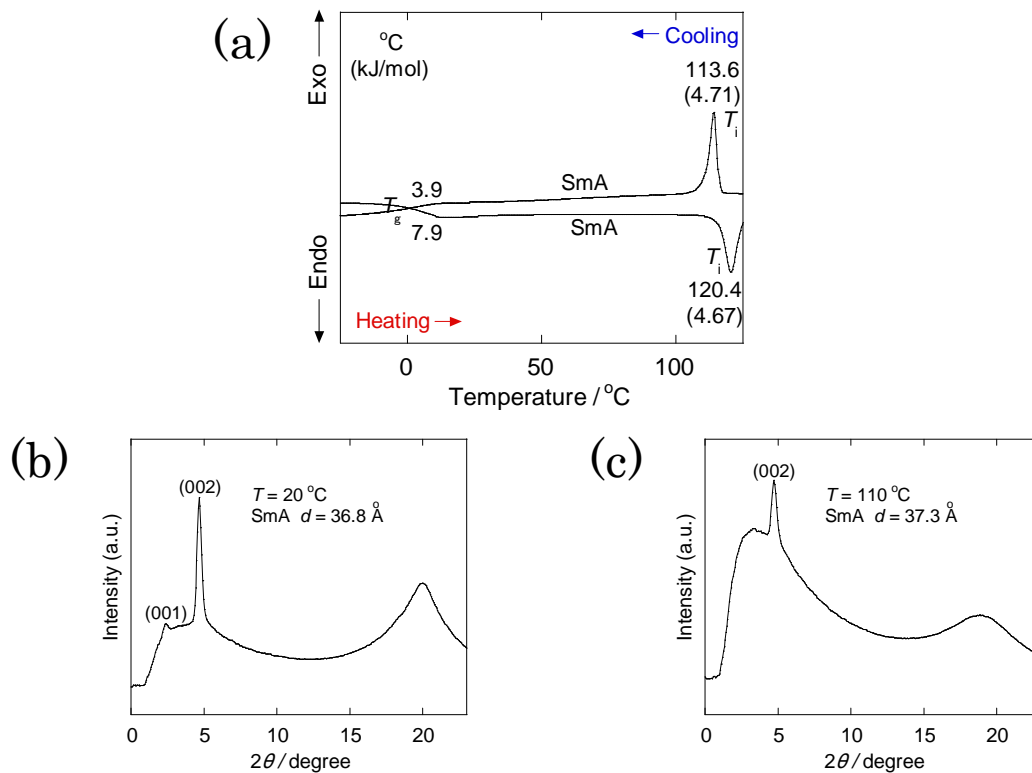 (a)
Exo
Endo
°C
(kJ/mol)
← Cooling
113.6
(4.71)
Ti
SmA
3.9
Tg
7.9
SmA
Ti
120.4
(4.67)
Heating →
0 50 100
Temperature / °C
(b)
Intensity (a.u.)
(002)
T = 20 °C
SmA d = 36.8 Å
(001)
0 5 10 15 20
2θ / degree
(c)
Intensity (a.u.)
(002)
T = 110 °C
SmA d = 37.3 Å
0 5 10 15 20
2θ / degree